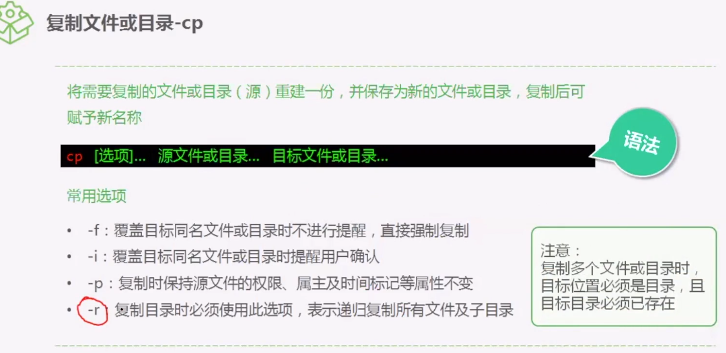 复制文件或目录-cp
将需要复制的文件或目录（源）重建一份，并保存为新的文件或目录，复制后可
赋予新名称
cp [选项]... 源文件或目录... 目标文件或目录...
语法
常用选项
• -f：覆盖目标同名文件或目录时不进行提醒，直接强制复制
• -i：覆盖目标同名文件或目录时提醒用户确认
• -p：复制时保持源文件的权限、属主及时间标记等属性不变
• -r：复制目录时必须使用此选项，表示递归复制所有文件及子目录
注意：
复制多个文件或目录时，
目标位置必须是目录，且
目标目录必须已存在